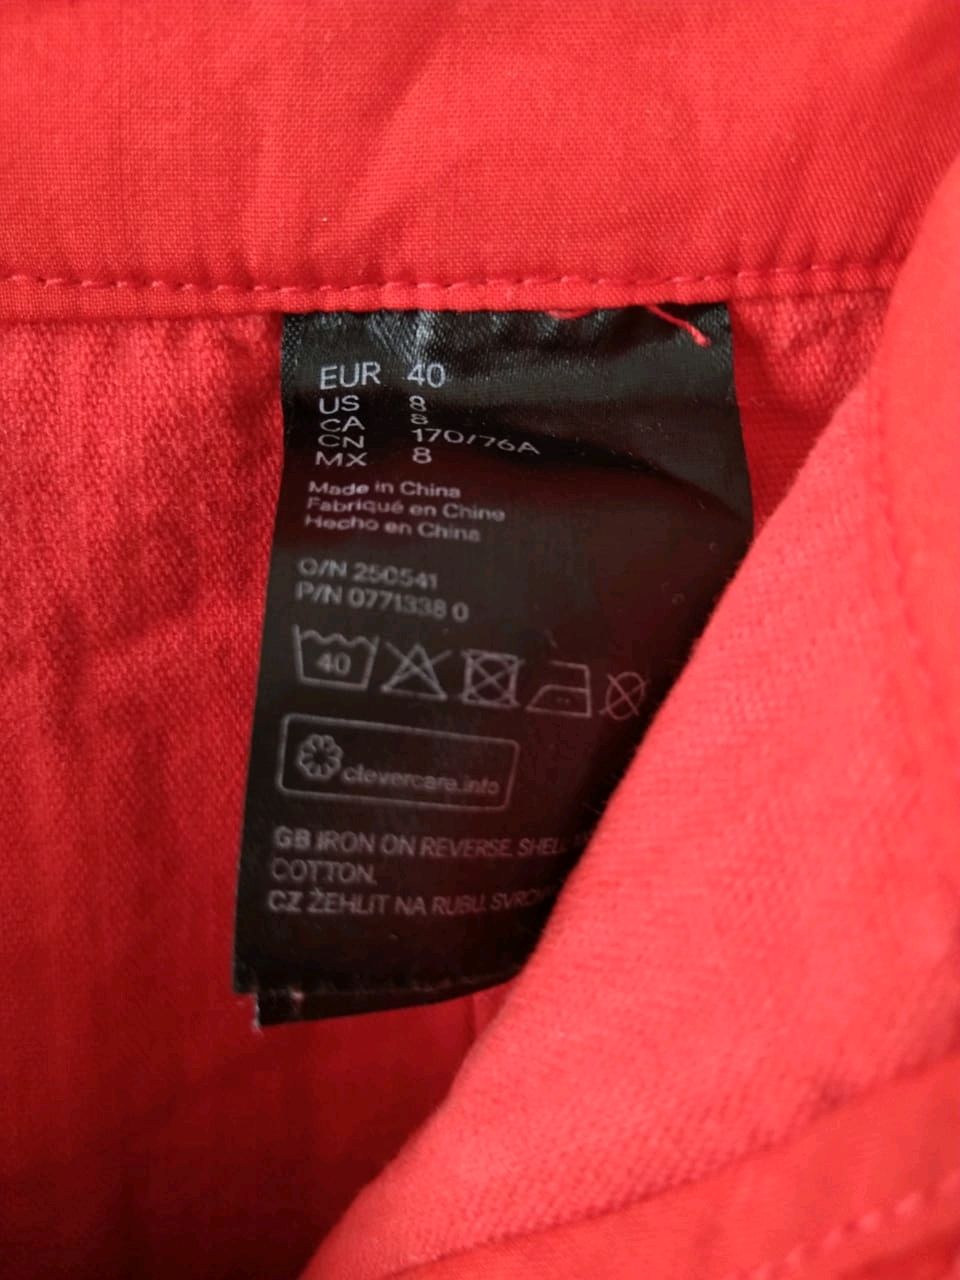 EUR 40
US 8
CA 8
CN 170/76A
MX 8
Made in China
Fabriqué en Chine
Hecho en China
O/N 250541
P/N 0771338 0
40
clevercare.info
GB IRON ON REVERSE. SHELL
COTTON.
CZ ŽEHLIT NA RUBU.